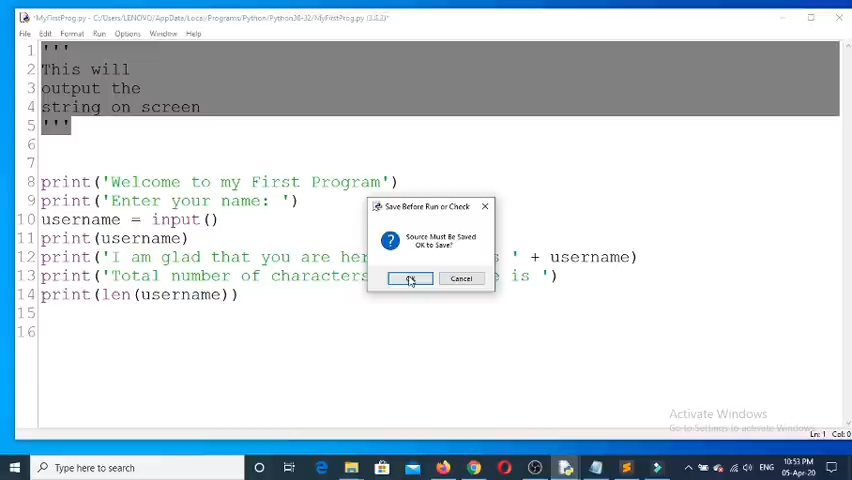 *MyFirstProg.py - C:/Users/LENOVO/AppData/Local/Programs/Python/Python38-32/MyFirstProg.py (3.8.2)*
File Edit Format Run Options Window Help
1 '''
2 This will
3 output the
4 string on screen
5 '''
6
7
8 print('Welcome to my First Program')
9 print('Enter your name: ')
10 username = input()
11 print(username)
12 print('I am glad that you are her s ' + username)
13 print('Total number of characters e is ')
14 print(len(username))
15
16
Save Before Run or Check
Source Must Be Saved
OK to Save?
OK Cancel
Activate Windows
Go to Settings to activate Windows.
Ln: 1 Col: 0
Type here to search
ENG
10:53 PM
05-Apr-20